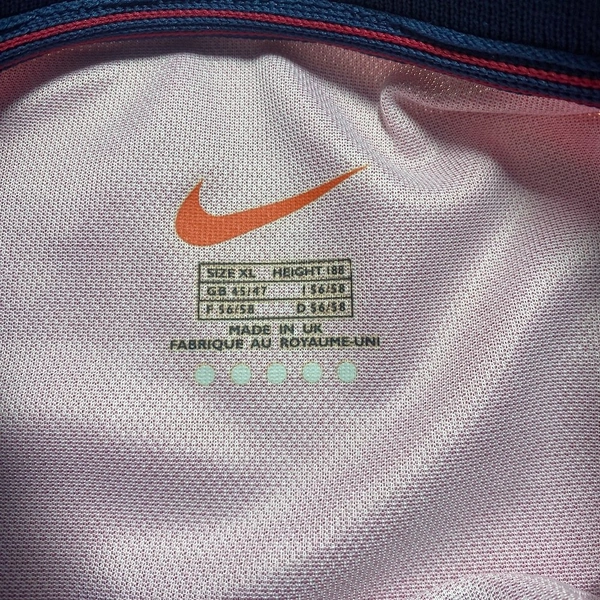 SIZE XL HEIGHT 188
GB 45/47 I 56/58
F 56/58 D 56/58
MADE IN UK
FABRIQUE AU ROYAUME-UNI